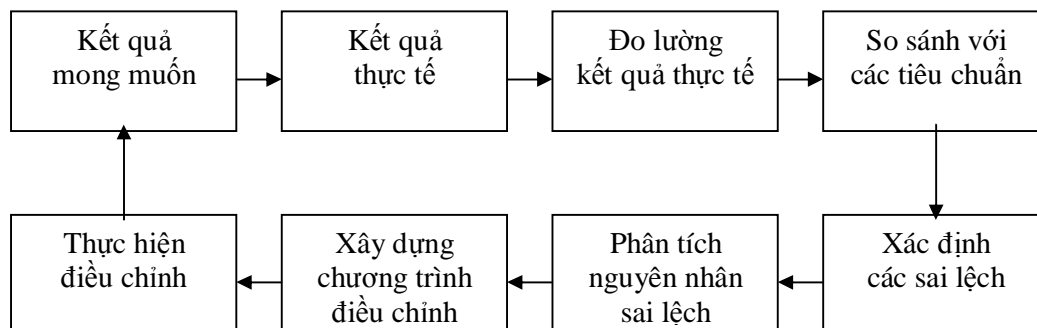 Kết quả
mong muốn
Kết quả
thực tế
Đo lường
kết quả thực tế
So sánh với
các tiêu chuẩn
Xác định
các sai lệch
Phân tích
nguyên nhân
sai lệch
Xây dựng
chương trình
điều chỉnh
Thực hiện
điều chỉnh